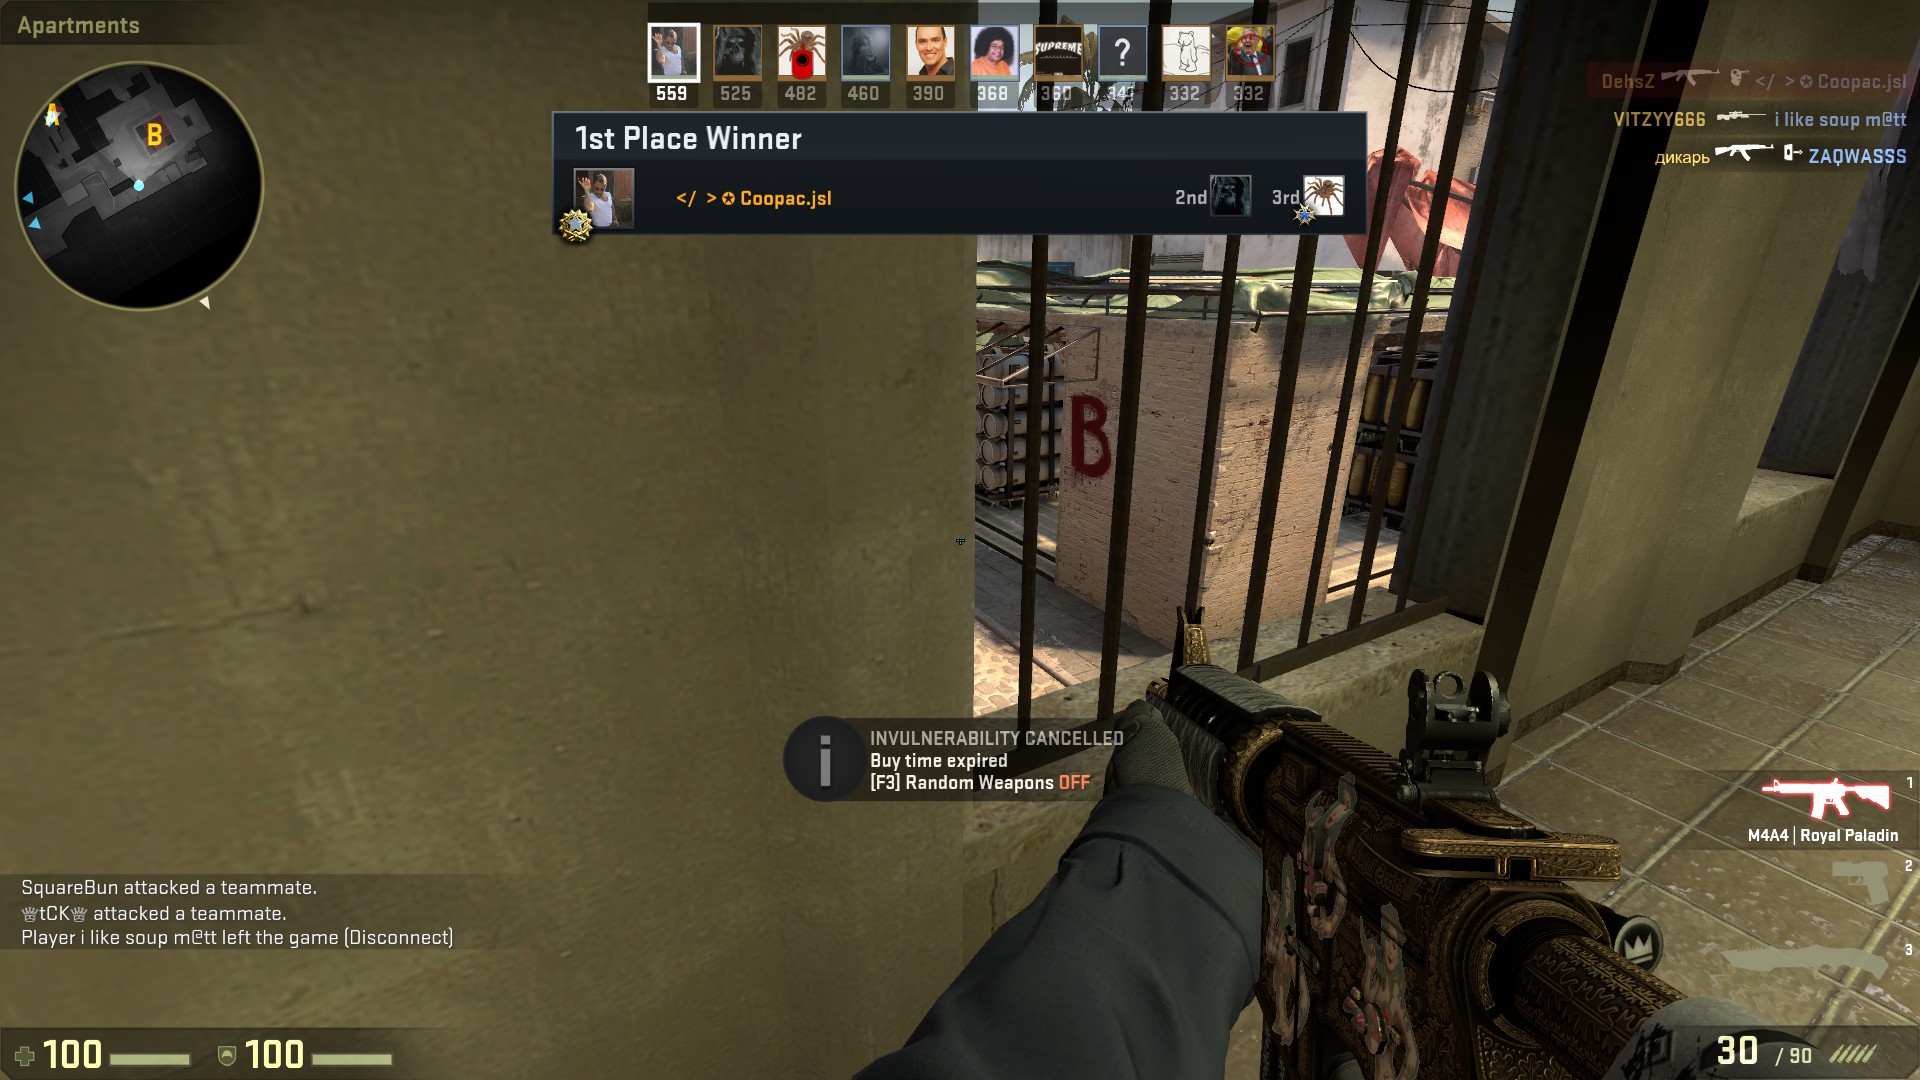 Apartments
A
B
559 525 482 460 390 368 360 343 332 332
SUPREME
?
1st Place Winner
</ >✪ Coopac.jsl
2nd 3rd
DehsZ </ >✪ Coopac.jsl
VITZYY666 i like soup m@tt
дикарь ZAQWASSS
B
i
INVULNERABILITY CANCELLED
Buy time expired
[F3] Random Weapons OFF
1
M4A4 | Royal Paladin
2
3
SquareBun attacked a teammate.
♕tCK♕ attacked a teammate.
Player i like soup m@tt left the game (Disconnect)
100 100
30 / 90